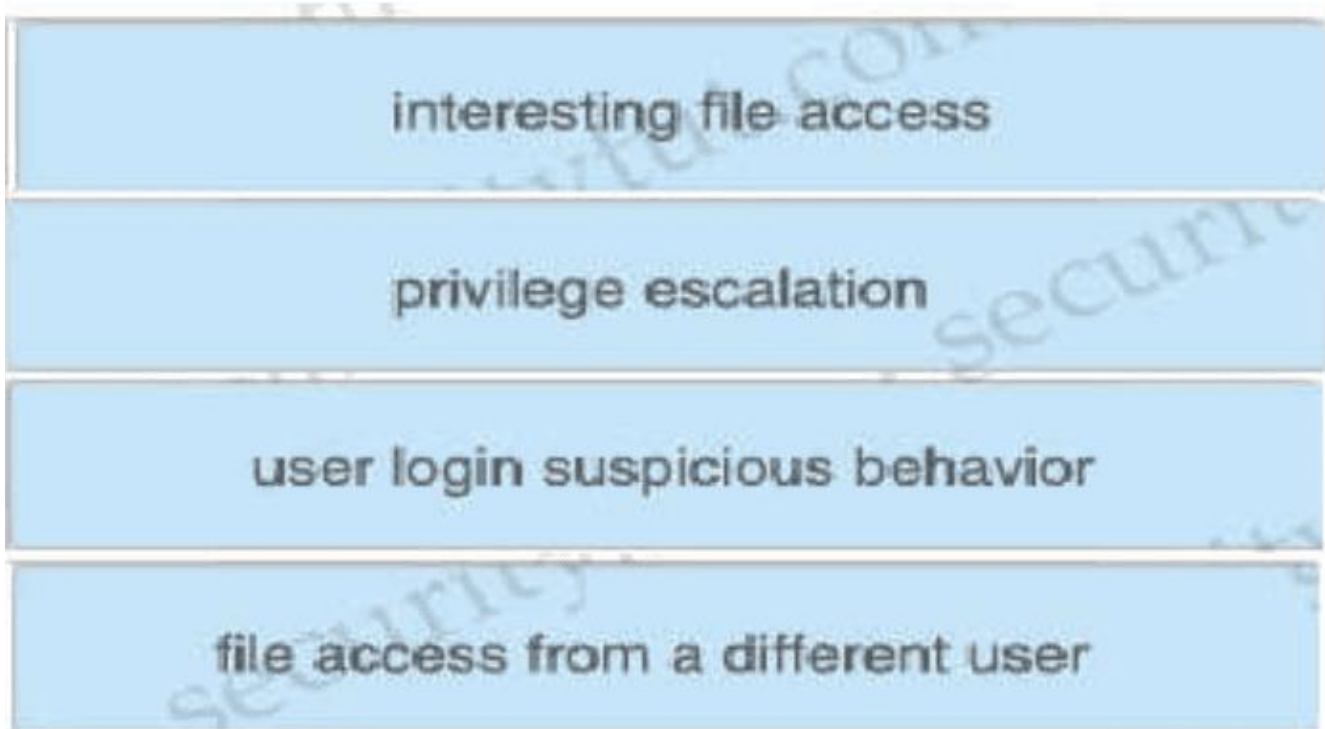 interesting file access
privilege escalation
user login suspicious behavior
file access from a different user